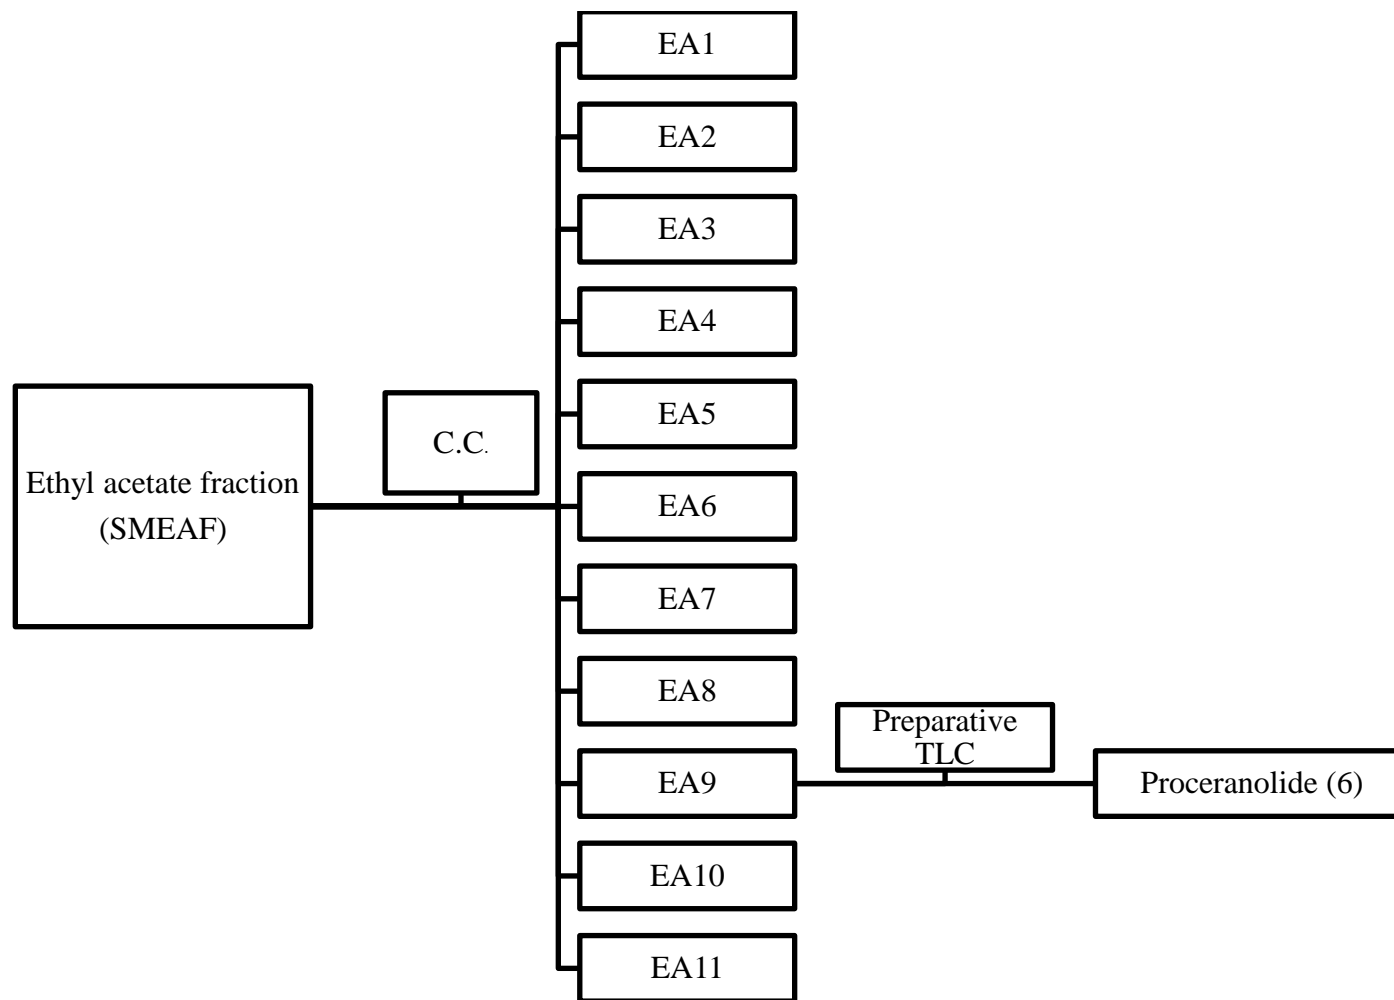 EA1
EA2
EA3
EA4
EA5
C.C.
Ethyl acetate fraction
(SMEAF)
EA6
EA7
EA8
Preparative
TLC
EA9
Proceranolide (6)
EA10
EA11